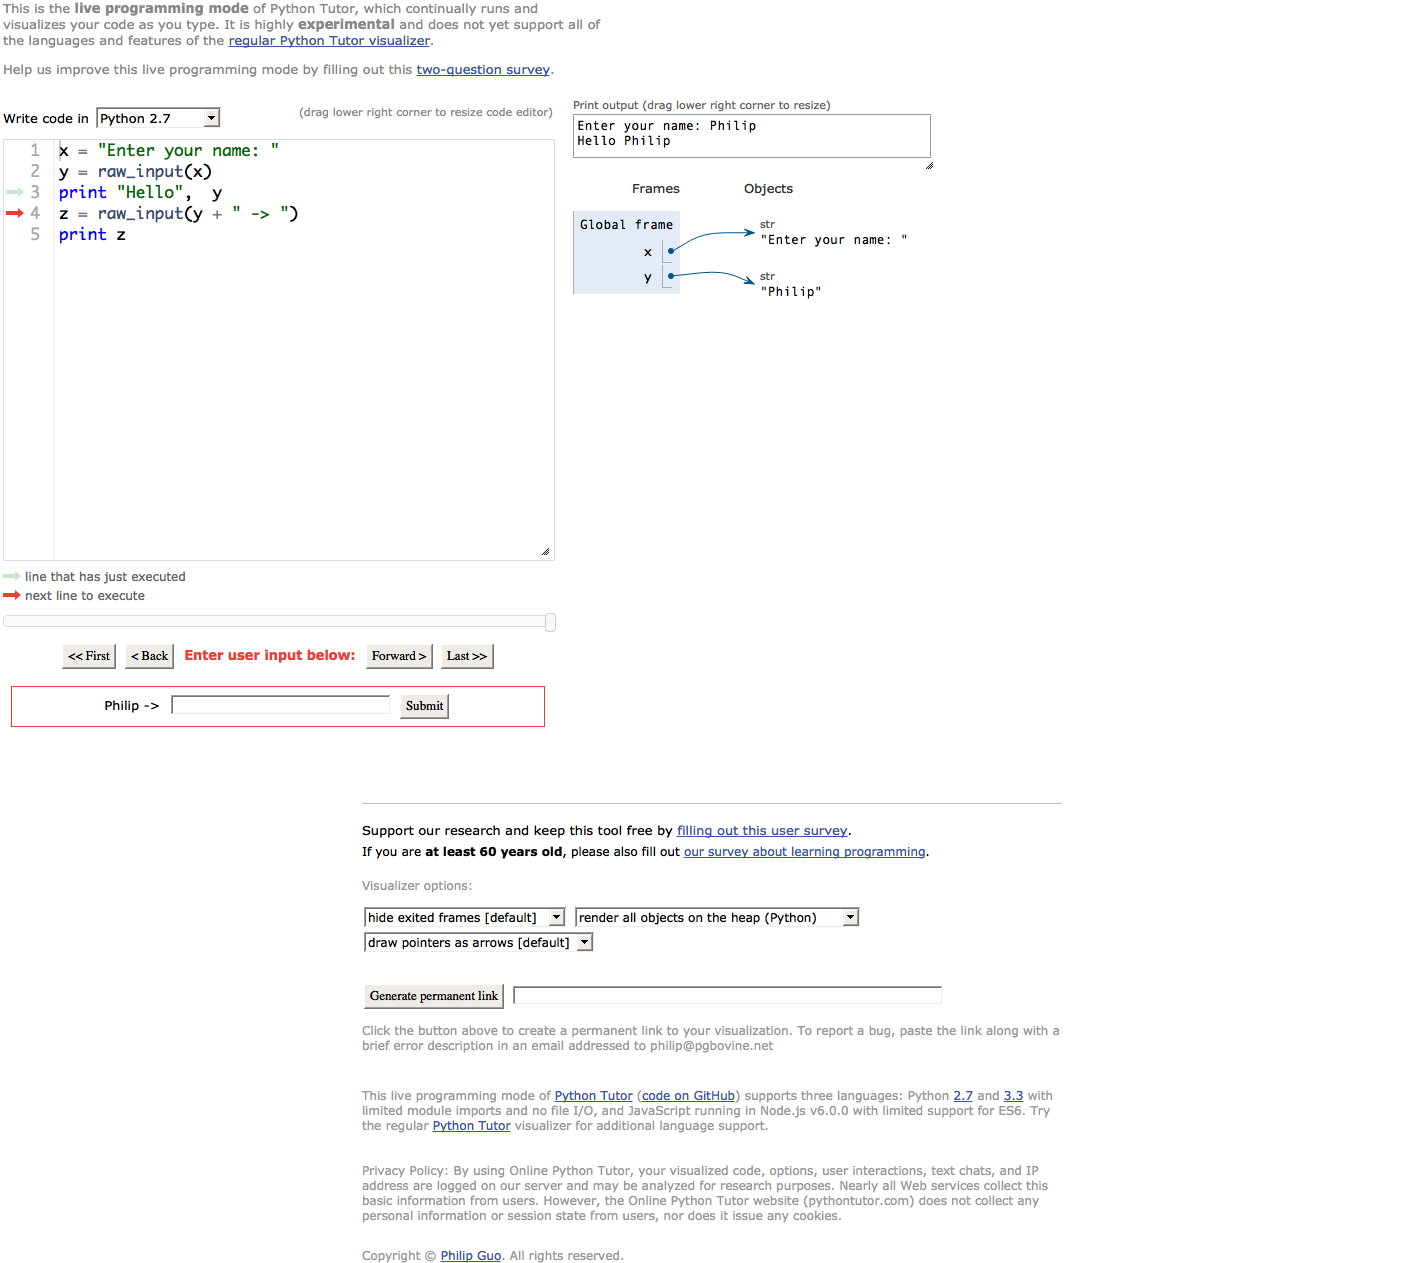 This is the live programming mode of Python Tutor, which continually runs and
visualizes your code as you type. It is highly experimental and does not yet support all of
the languages and features of the regular Python Tutor visualizer.
Help us improve this live programming mode by filling out this two-question survey.
Write code in Python 2.7 (drag lower right corner to resize code editor)
1 x = "Enter your name: "
2 y = raw_input(x)
3 print "Hello",  y
4 z = raw_input(y + " -> ")
5 print z
line that has just executed
next line to execute
<< First < Back Enter user input below: Forward > Last >>
Philip -> Submit
Print output (drag lower right corner to resize)
Enter your name: Philip
Hello Philip
Frames Objects
Global frame
x
y
str
"Enter your name: "
str
"Philip"
Support our research and keep this tool free by filling out this user survey.
If you are at least 60 years old, please also fill out our survey about learning programming.
Visualizer options:
hide exited frames [default] render all objects on the heap (Python)
draw pointers as arrows [default]
Generate permanent link
Click the button above to create a permanent link to your visualization. To report a bug, paste the link along with a
brief error description in an email addressed to philip@pgbovine.net
This live programming mode of Python Tutor (code on GitHub) supports three languages: Python 2.7 and 3.3 with
limited module imports and no file I/O, and JavaScript running in Node.js v6.0.0 with limited support for ES6. Try
the regular Python Tutor visualizer for additional language support.
Privacy Policy: By using Online Python Tutor, your visualized code, options, user interactions, text chats, and IP
address are logged on our server and may be analyzed for research purposes. Nearly all Web services collect this
basic information from users. However, the Online Python Tutor website (pythontutor.com) does not collect any
personal information or session state from users, nor does it issue any cookies.
Copyright © Philip Guo. All rights reserved.